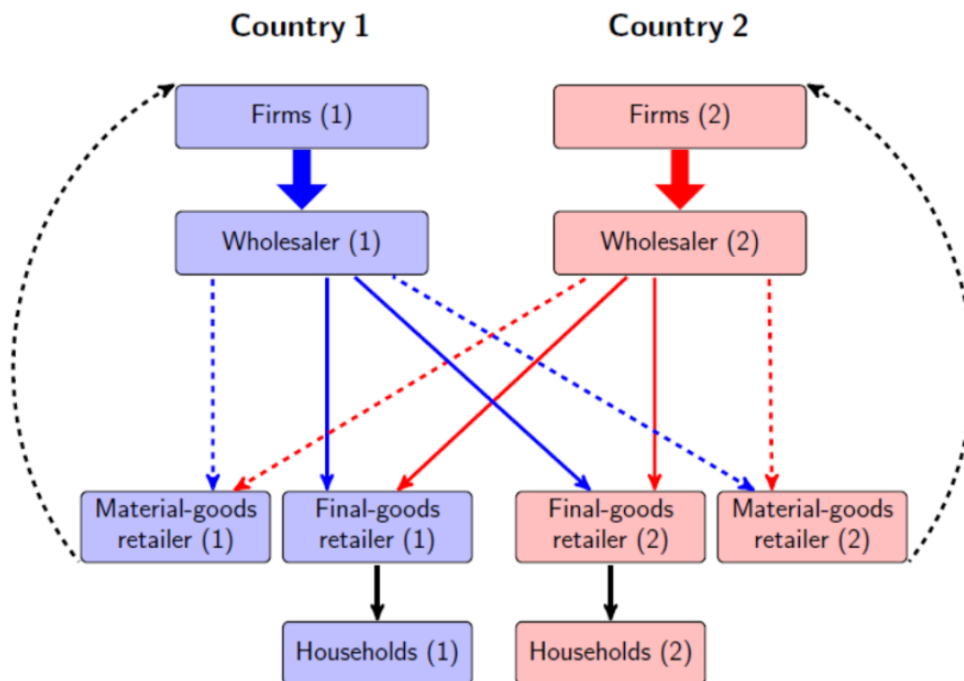 Country 1
Country 2
Firms (1)
Firms (2)
Wholesaler (1)
Wholesaler (2)
Material-goods
retailer (1)
Final-goods
retailer (1)
Final-goods
retailer (2)
Material-goods
retailer (2)
Households (1)
Households (2)